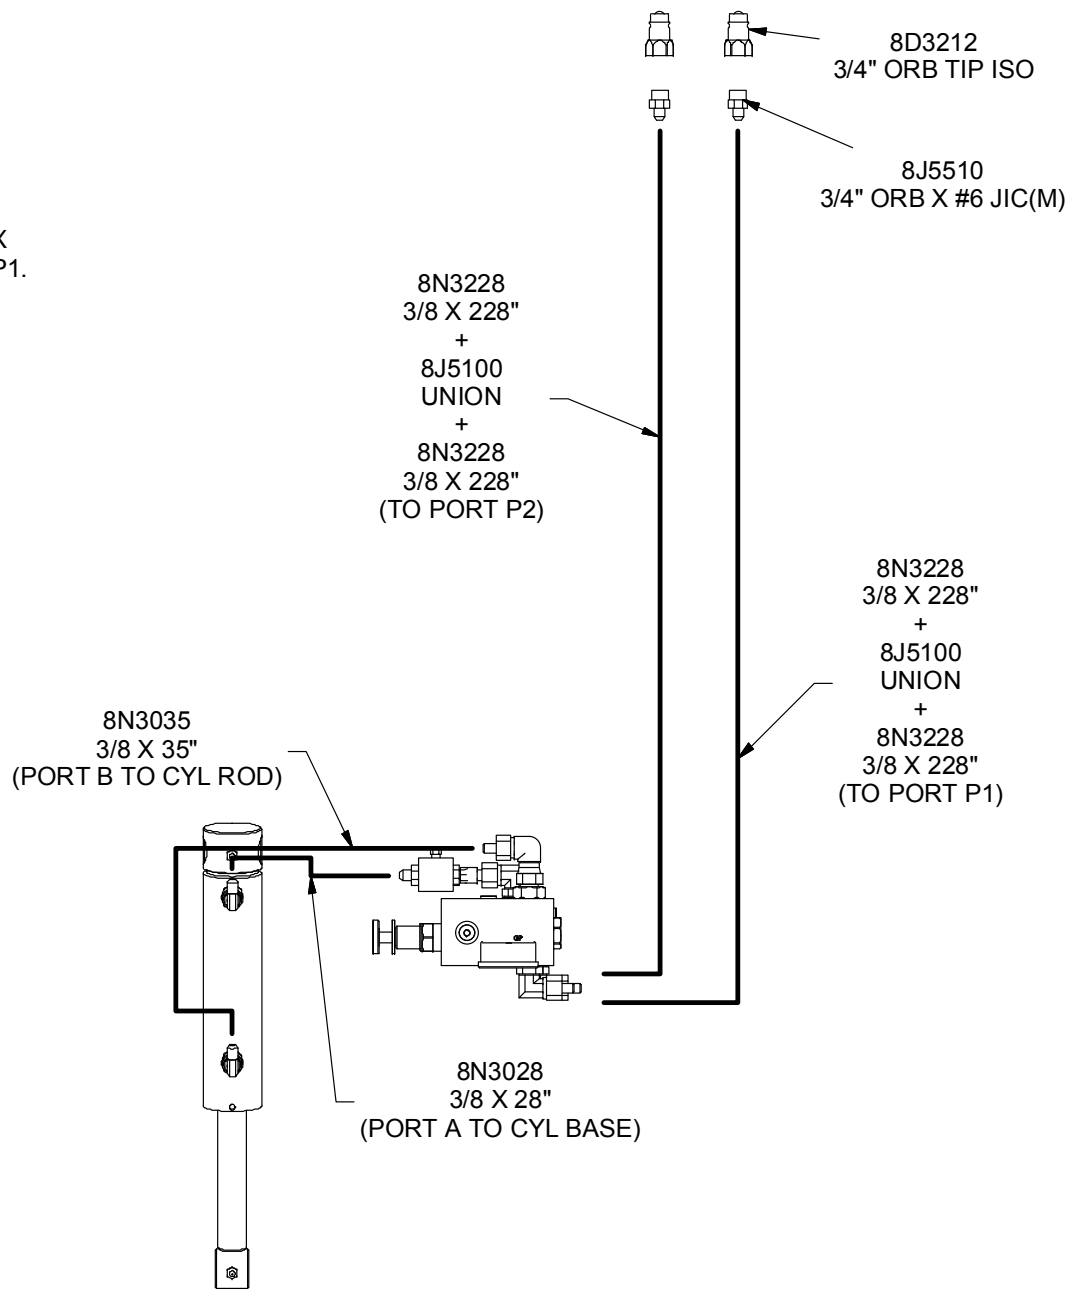 8D3212
3/4" ORB TIP ISO
8J5510
3/4" ORB X #6 JIC(M)
X
P1.
8N3228
3/8 X 228"
+
8J5100
UNION
+
8N3228
3/8 X 228"
(TO PORT P2)
8N3228
3/8 X 228"
+
8J5100
UNION
+
8N3228
3/8 X 228"
(TO PORT P1)
8N3035
3/8 X 35"
(PORT B TO CYL ROD)
8N3028
3/8 X 28"
(PORT A TO CYL BASE)